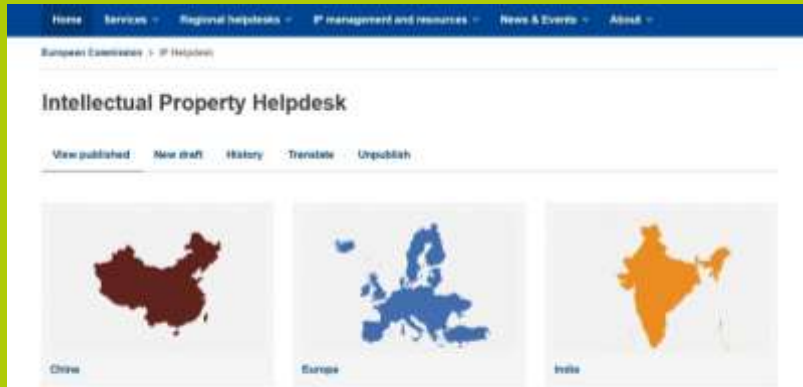 Home Services Regional helpdesks IP management and resources News & Events About
European Commission > IP Helpdesk
Intellectual Property Helpdesk
View published New draft History Translate Unpublish
China Europe India